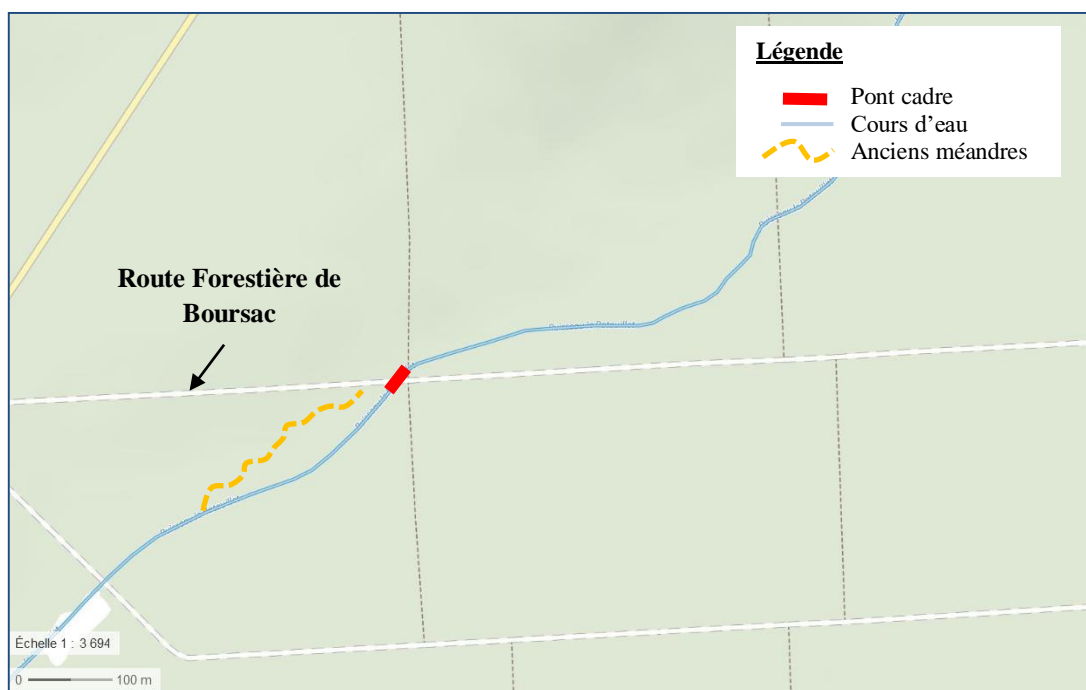 Légende
Pont cadre
Cours d’eau
Anciens méandres
Route Forestière de
Boursac
Échelle 1 : 3 694
0 100 m